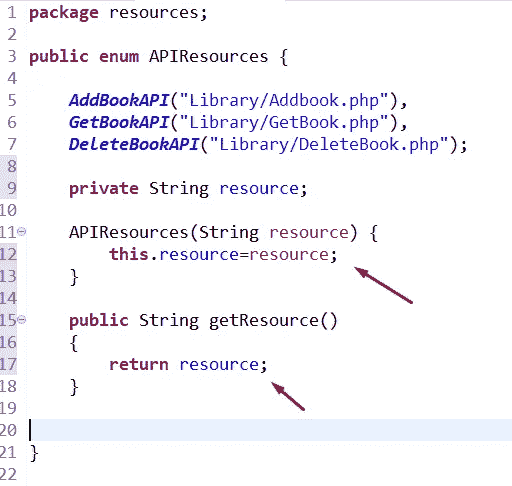 1 package resources;
2
3 public enum APIResources {
4
5     AddBookAPI("Library/Addbook.php"),
6     GetBookAPI("Library/GetBook.php"),
7     DeleteBookAPI("Library/DeleteBook.php");
8
9     private String resource;
10
11     APIResources(String resource) {
12         this.resource=resource;
13     }
14
15     public String getResource()
16     {
17         return resource;
18     }
19
20
21 }
22